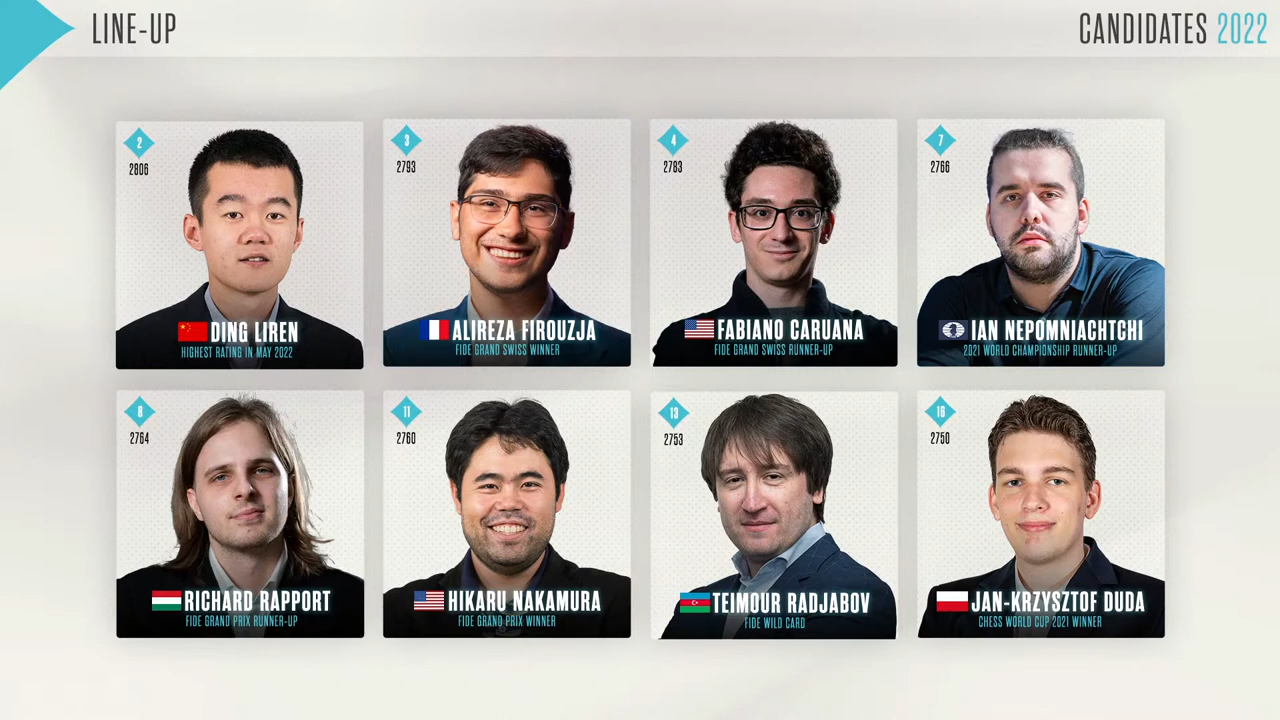 LINE-UP
CANDIDATES 2022
2
2806
DING LIREN
HIGHEST RATING IN MAY 2022
3
2793
ALIREZA FIROUZJA
FIDE GRAND SWISS WINNER
4
2783
FABIANO CARUANA
FIDE GRAND SWISS RUNNER-UP
7
2766
IAN NEPOMNIACHTCHI
2021 WORLD CHAMPIONSHIP RUNNER-UP
8
2764
RICHARD RAPPORT
FIDE GRAND PRIX RUNNER-UP
11
2760
HIKARU NAKAMURA
FIDE GRAND PRIX WINNER
13
2753
TEIMOUR RADJABOV
FIDE WILD CARD
16
2750
JAN-KRZYSZTOF DUDA
CHESS WORLD CUP 2021 WINNER